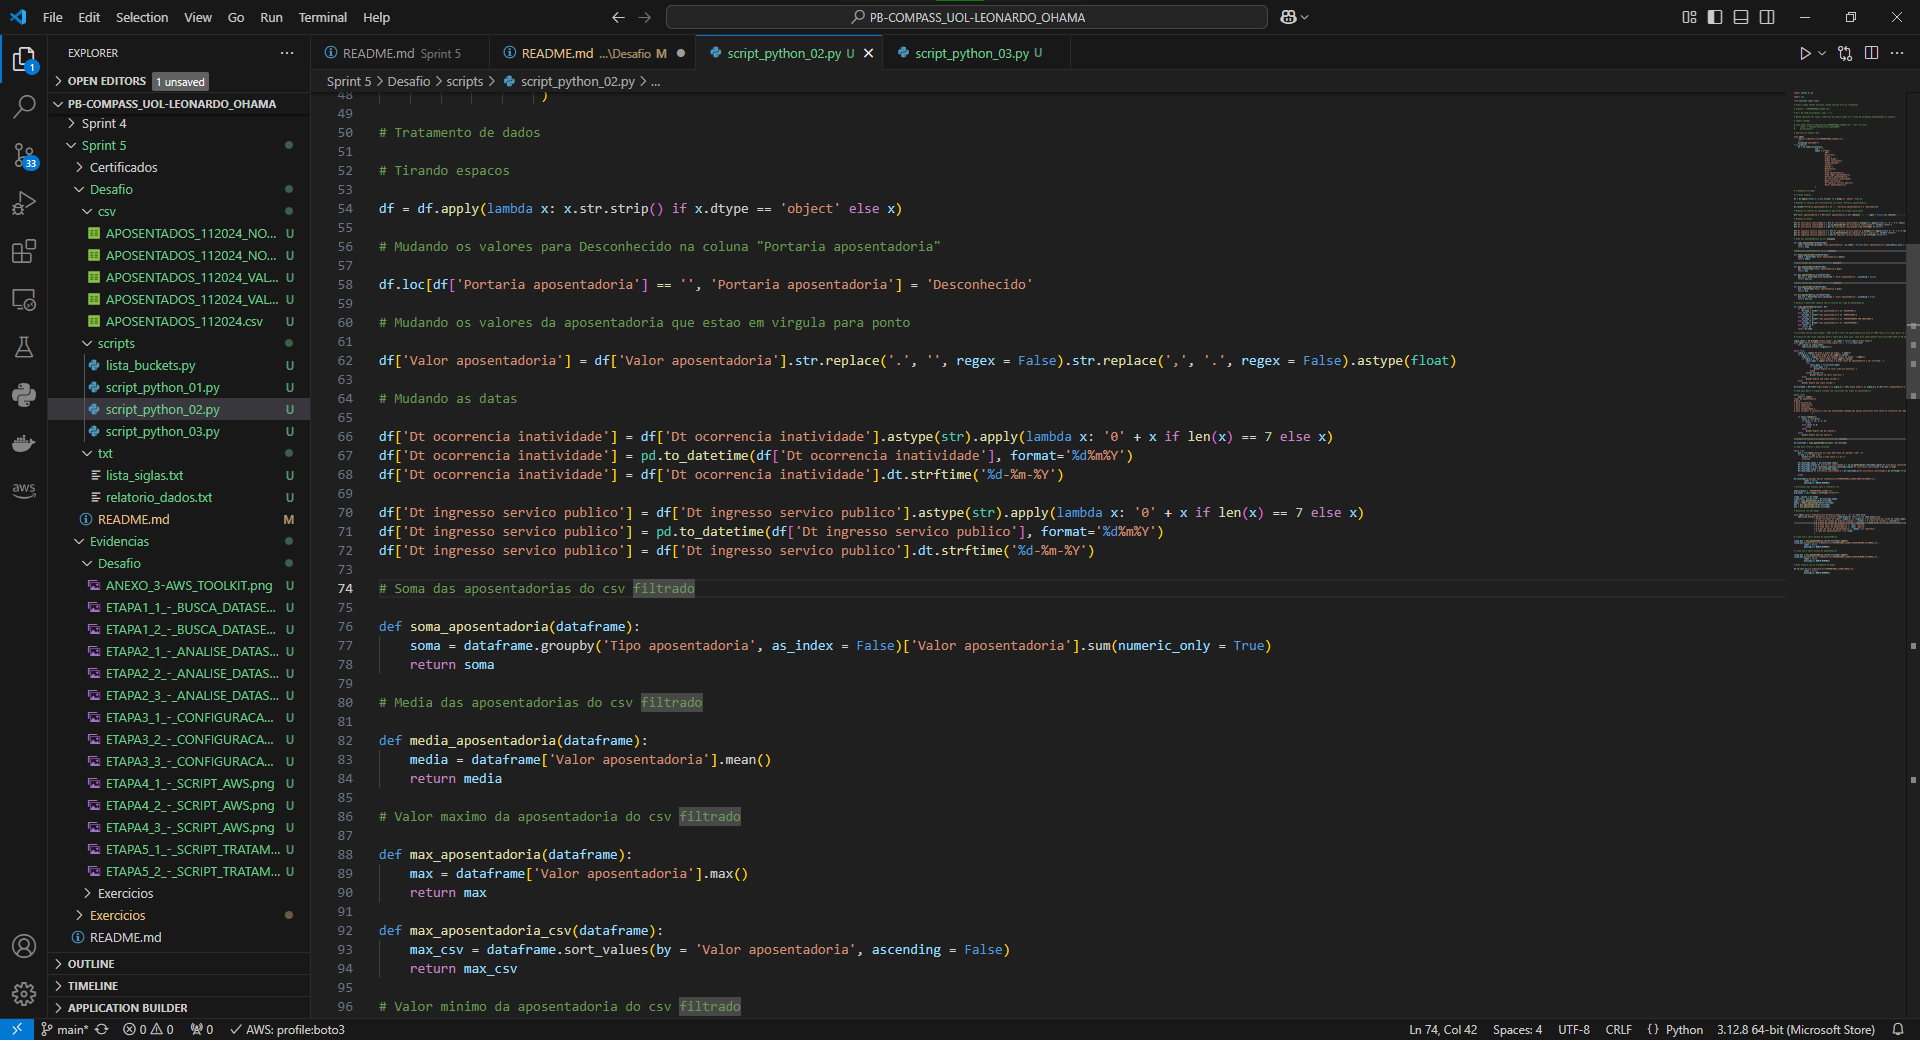 File Edit Selection View Go Run Terminal Help
PB-COMPASS_UOL-LEONARDO_OHAMA
EXPLORER
README.md Sprint 5
README.md ...\Desafio M
script_python_02.py U
script_python_03.py U
OPEN EDITORS 1 unsaved
Sprint 5 > Desafio > scripts > script_python_02.py > ...
PB-COMPASS_UOL-LEONARDO_OHAMA
Sprint 4
Sprint 5
Certificados
Desafio
csv
APOSENTADOS_112024_NO... U
APOSENTADOS_112024_NO... U
APOSENTADOS_112024_VAL... U
APOSENTADOS_112024_VAL... U
APOSENTADOS_112024.csv U
scripts
lista_buckets.py U
script_python_01.py U
script_python_02.py U
script_python_03.py U
txt
lista_siglas.txt U
relatorio_dados.txt U
README.md M
Evidencias
Desafio
ANEXO_3-AWS_TOOLKIT.png U
ETAPA1_1_-_BUSCA_DATASE... U
ETAPA1_2_-_BUSCA_DATASE... U
ETAPA2_1_-_ANALISE_DATAS... U
ETAPA2_2_-_ANALISE_DATAS... U
ETAPA2_3_-_ANALISE_DATAS... U
ETAPA3_1_-_CONFIGURACA... U
ETAPA3_2_-_CONFIGURACA... U
ETAPA3_3_-_CONFIGURACA... U
ETAPA4_1_-_SCRIPT_AWS.png U
ETAPA4_2_-_SCRIPT_AWS.png U
ETAPA4_3_-_SCRIPT_AWS.png U
ETAPA5_1_-_SCRIPT_TRATAM... U
ETAPA5_2_-_SCRIPT_TRATAM... U
Exercicios
Exercicios
README.md
OUTLINE
TIMELINE
APPLICATION BUILDER
1
33
aws
48 )
49
50 # Tratamento de dados
51
52 # Tirando espacos
53
54 df = df.apply(lambda x: x.str.strip() if x.dtype == 'object' else x)
55
56 # Mudando os valores para Desconhecido na coluna "Portaria aposentadoria"
57
58 df.loc[df['Portaria aposentadoria'] == '', 'Portaria aposentadoria'] = 'Desconhecido'
59
60 # Mudando os valores da aposentadoria que estao em virgula para ponto
61
62 df['Valor aposentadoria'] = df['Valor aposentadoria'].str.replace('.', '', regex = False).str.replace(',', '.', regex = False).astype(float)
63
64 # Mudando as datas
65
66 df['Dt ocorrencia inatividade'] = df['Dt ocorrencia inatividade'].astype(str).apply(lambda x: '0' + x if len(x) == 7 else x)
67 df['Dt ocorrencia inatividade'] = pd.to_datetime(df['Dt ocorrencia inatividade'], format='%d%m%Y')
68 df['Dt ocorrencia inatividade'] = df['Dt ocorrencia inatividade'].dt.strftime('%d-%m-%Y')
69
70 df['Dt ingresso servico publico'] = df['Dt ingresso servico publico'].astype(str).apply(lambda x: '0' + x if len(x) == 7 else x)
71 df['Dt ingresso servico publico'] = pd.to_datetime(df['Dt ingresso servico publico'], format='%d%m%Y')
72 df['Dt ingresso servico publico'] = df['Dt ingresso servico publico'].dt.strftime('%d-%m-%Y')
73
74 # Soma das aposentadorias do csv filtrado
75
76 def soma_aposentadoria(dataframe):
77 soma = dataframe.groupby('Tipo aposentadoria', as_index = False)['Valor aposentadoria'].sum(numeric_only = True)
78 return soma
79
80 # Media das aposentadorias do csv filtrado
81
82 def media_aposentadoria(dataframe):
83 media = dataframe['Valor aposentadoria'].mean()
84 return media
85
86 # Valor maximo da aposentadoria do csv filtrado
87
88 def max_aposentadoria(dataframe):
89 max = dataframe['Valor aposentadoria'].max()
90 return max
91
92 def max_aposentadoria_csv(dataframe):
93 max_csv = dataframe.sort_values(by = 'Valor aposentadoria', ascending = False)
94 return max_csv
95
96 # Valor minimo da aposentadoria do csv filtrado
main* 0 0 0 AWS: profile:boto3 Ln 74, Col 42 Spaces: 4 UTF-8 CRLF Python 3.12.8 64-bit (Microsoft Store)